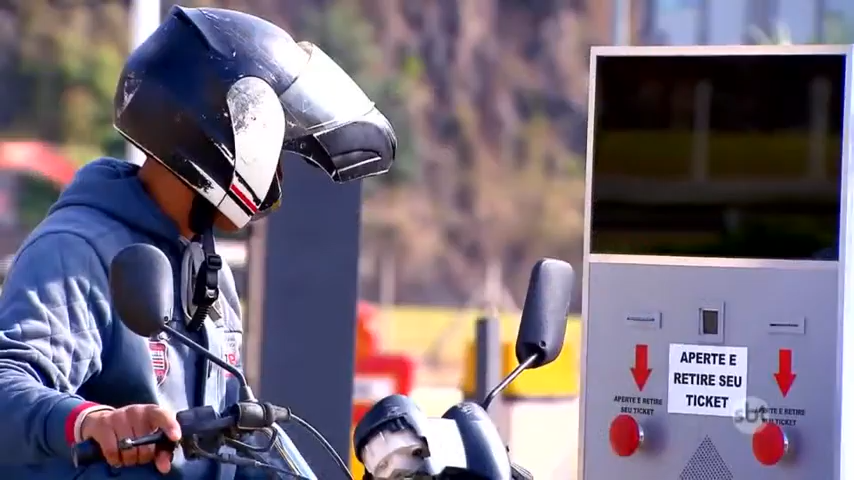 APERTE E
RETIRE SEU
TICKET
APERTE E RETIRE
SEU TICKET
APERTE E RETIRE
SEU TICKET
sbt